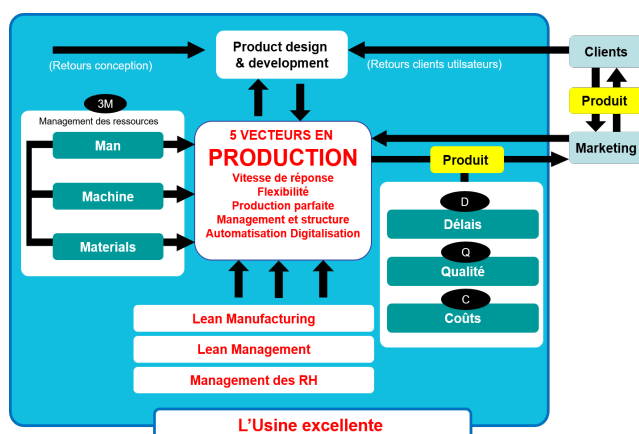 Product design
& development
(Retours conception)
(Retours clients utilsateurs)
Clients
Produit
Marketing
3M
Management des ressources
Man
Machine
Materials
5 VECTEURS EN
PRODUCTION
Vitesse de réponse
Flexibilité
Production parfaite
Management et structure
Automatisation Digitalisation
Produit
D
Délais
Q
Qualité
C
Coûts
Lean Manufacturing
Lean Management
Management des RH
L'Usine excellente